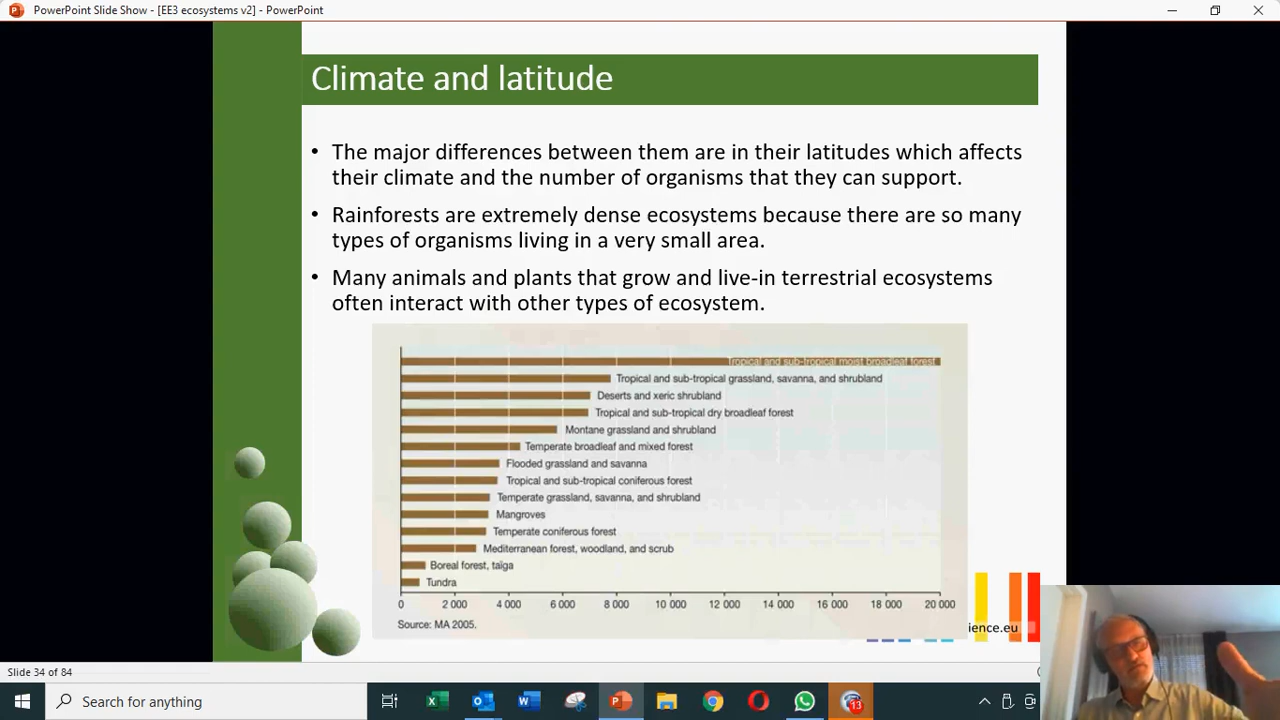 PowerPoint Slide Show - [EE3 ecosystems v2] - PowerPoint
Climate and latitude
• The major differences between them are in their latitudes which affects
their climate and the number of organisms that they can support.
• Rainforests are extremely dense ecosystems because there are so many
types of organisms living in a very small area.
• Many animals and plants that grow and live-in terrestrial ecosystems
often interact with other types of ecosystem.
Tropical and sub-tropical moist broadleaf forest
Tropical and sub-tropical grassland, savanna, and shrubland
Deserts and xeric shrubland
Tropical and sub-tropical dry broadleaf forest
Montane grassland and shrubland
Temperate broadleaf and mixed forest
Flooded grassland and savanna
Tropical and sub-tropical coniferous forest
Temperate grassland, savanna, and shrubland
Mangroves
Temperate coniferous forest
Mediterranean forest, woodland, and scrub
Boreal forest, taïga
Tundra
0 2 000 4 000 6 000 8 000 10 000 12 000 14 000 16 000 18 000 20 000
Source: MA 2005.
ience.eu
Slide 34 of 84
Search for anything
13